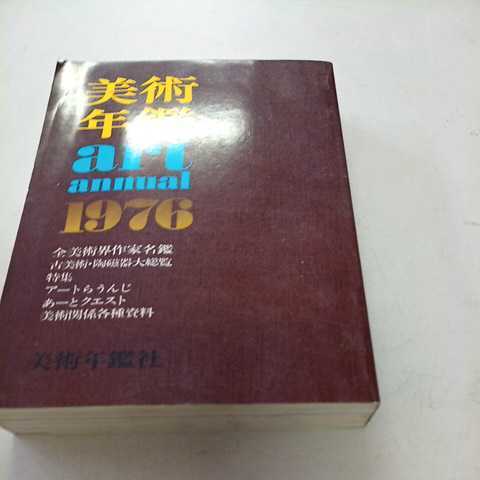 美術
年鑑
art
annual
1976
全美術界作家名鑑
古美術・陶磁器大総覧
特集
アートらうんじ
あーとクエスト
美術関係各種資料
美術年鑑社